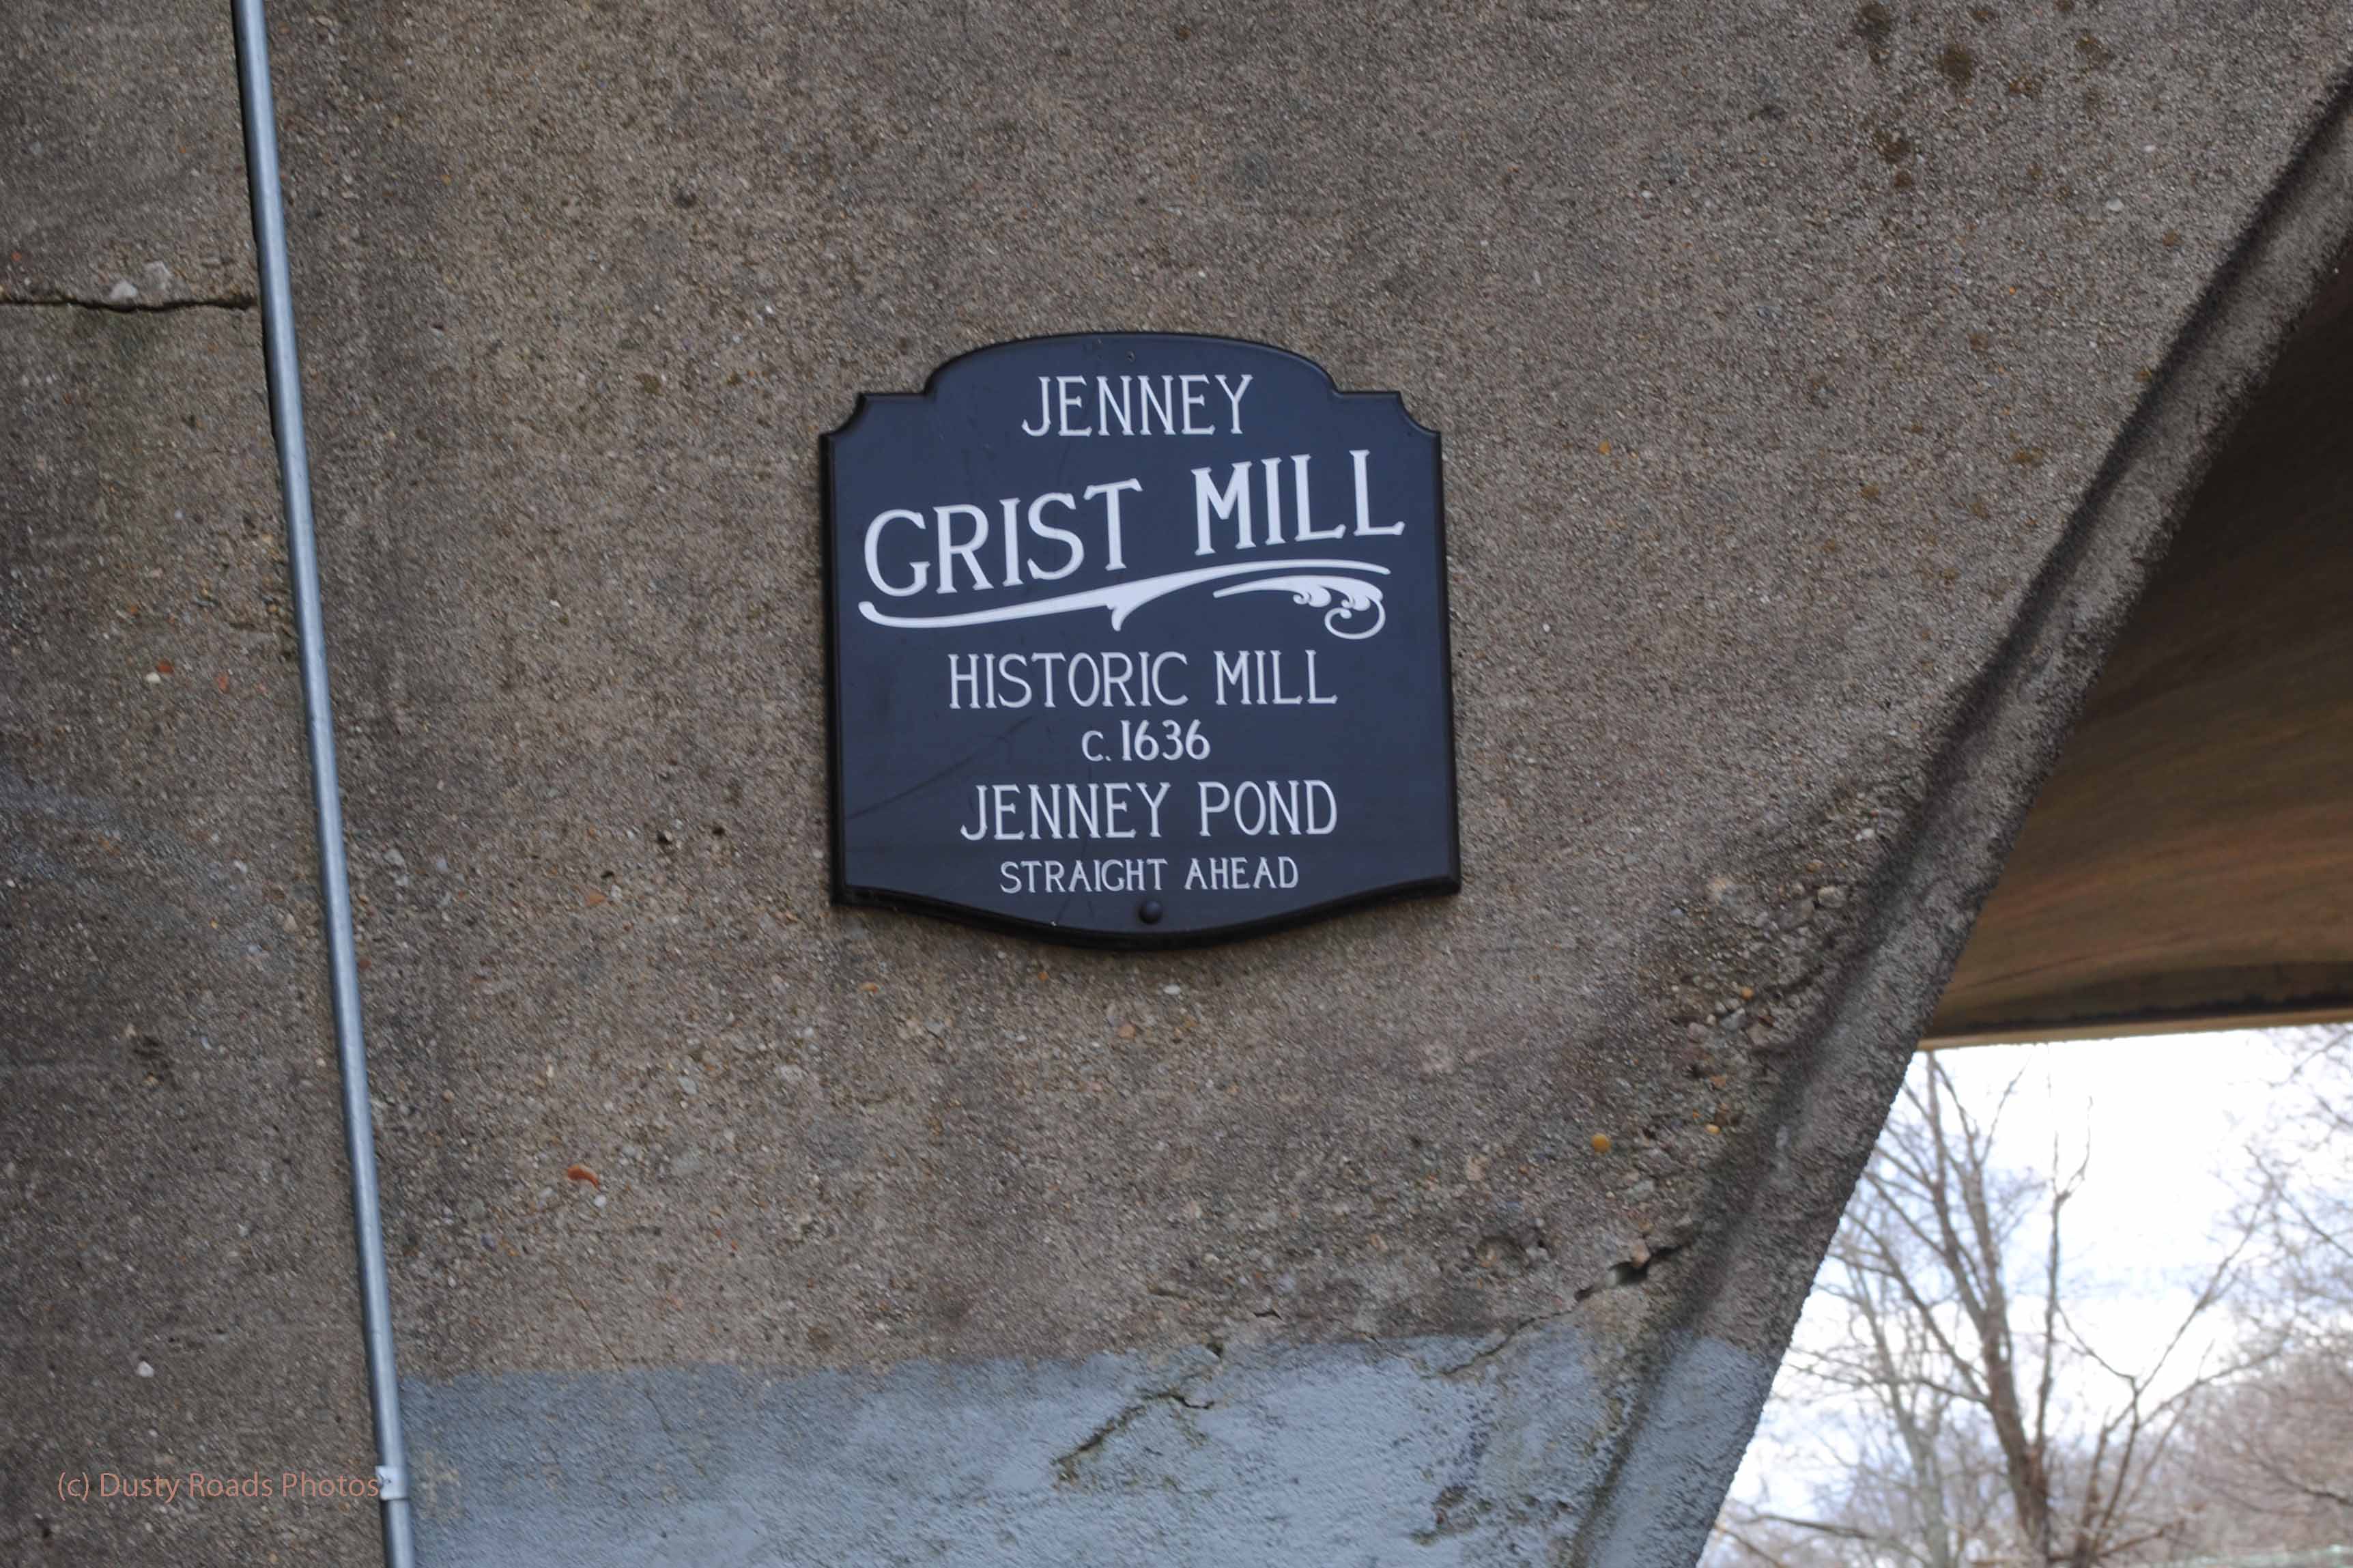 JENNEY
GRIST MILL
HISTORIC MILL
c. 1636
JENNEY POND
STRAIGHT AHEAD
(c) Dusty Roads Photos